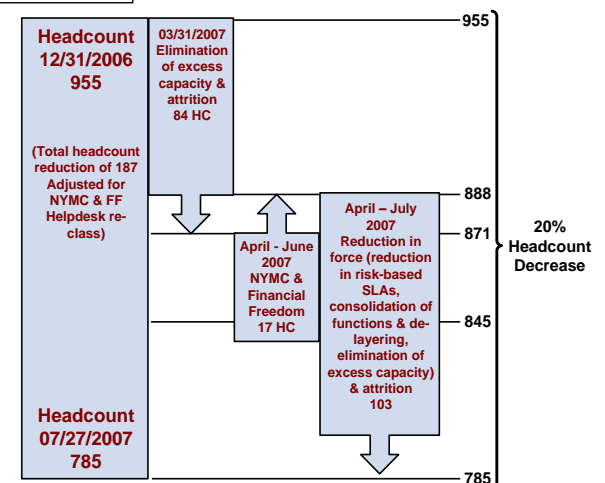 Headcount
12/31/2006
955
(Total headcount
reduction of 187
Adjusted for
NYMC & FF
Helpdesk re-
class)
Headcount
07/27/2007
785
03/31/2007
Elimination
of excess
capacity &
attrition
84 HC
April - June
2007
NYMC &
Financial
Freedom
17 HC
April – July
2007
Reduction in
force (reduction
in risk-based
SLAs,
consolidation of
functions & de-
layering,
elimination of
excess capacity)
& attrition
103
955
888
871
845
785
20%
Headcount
Decrease